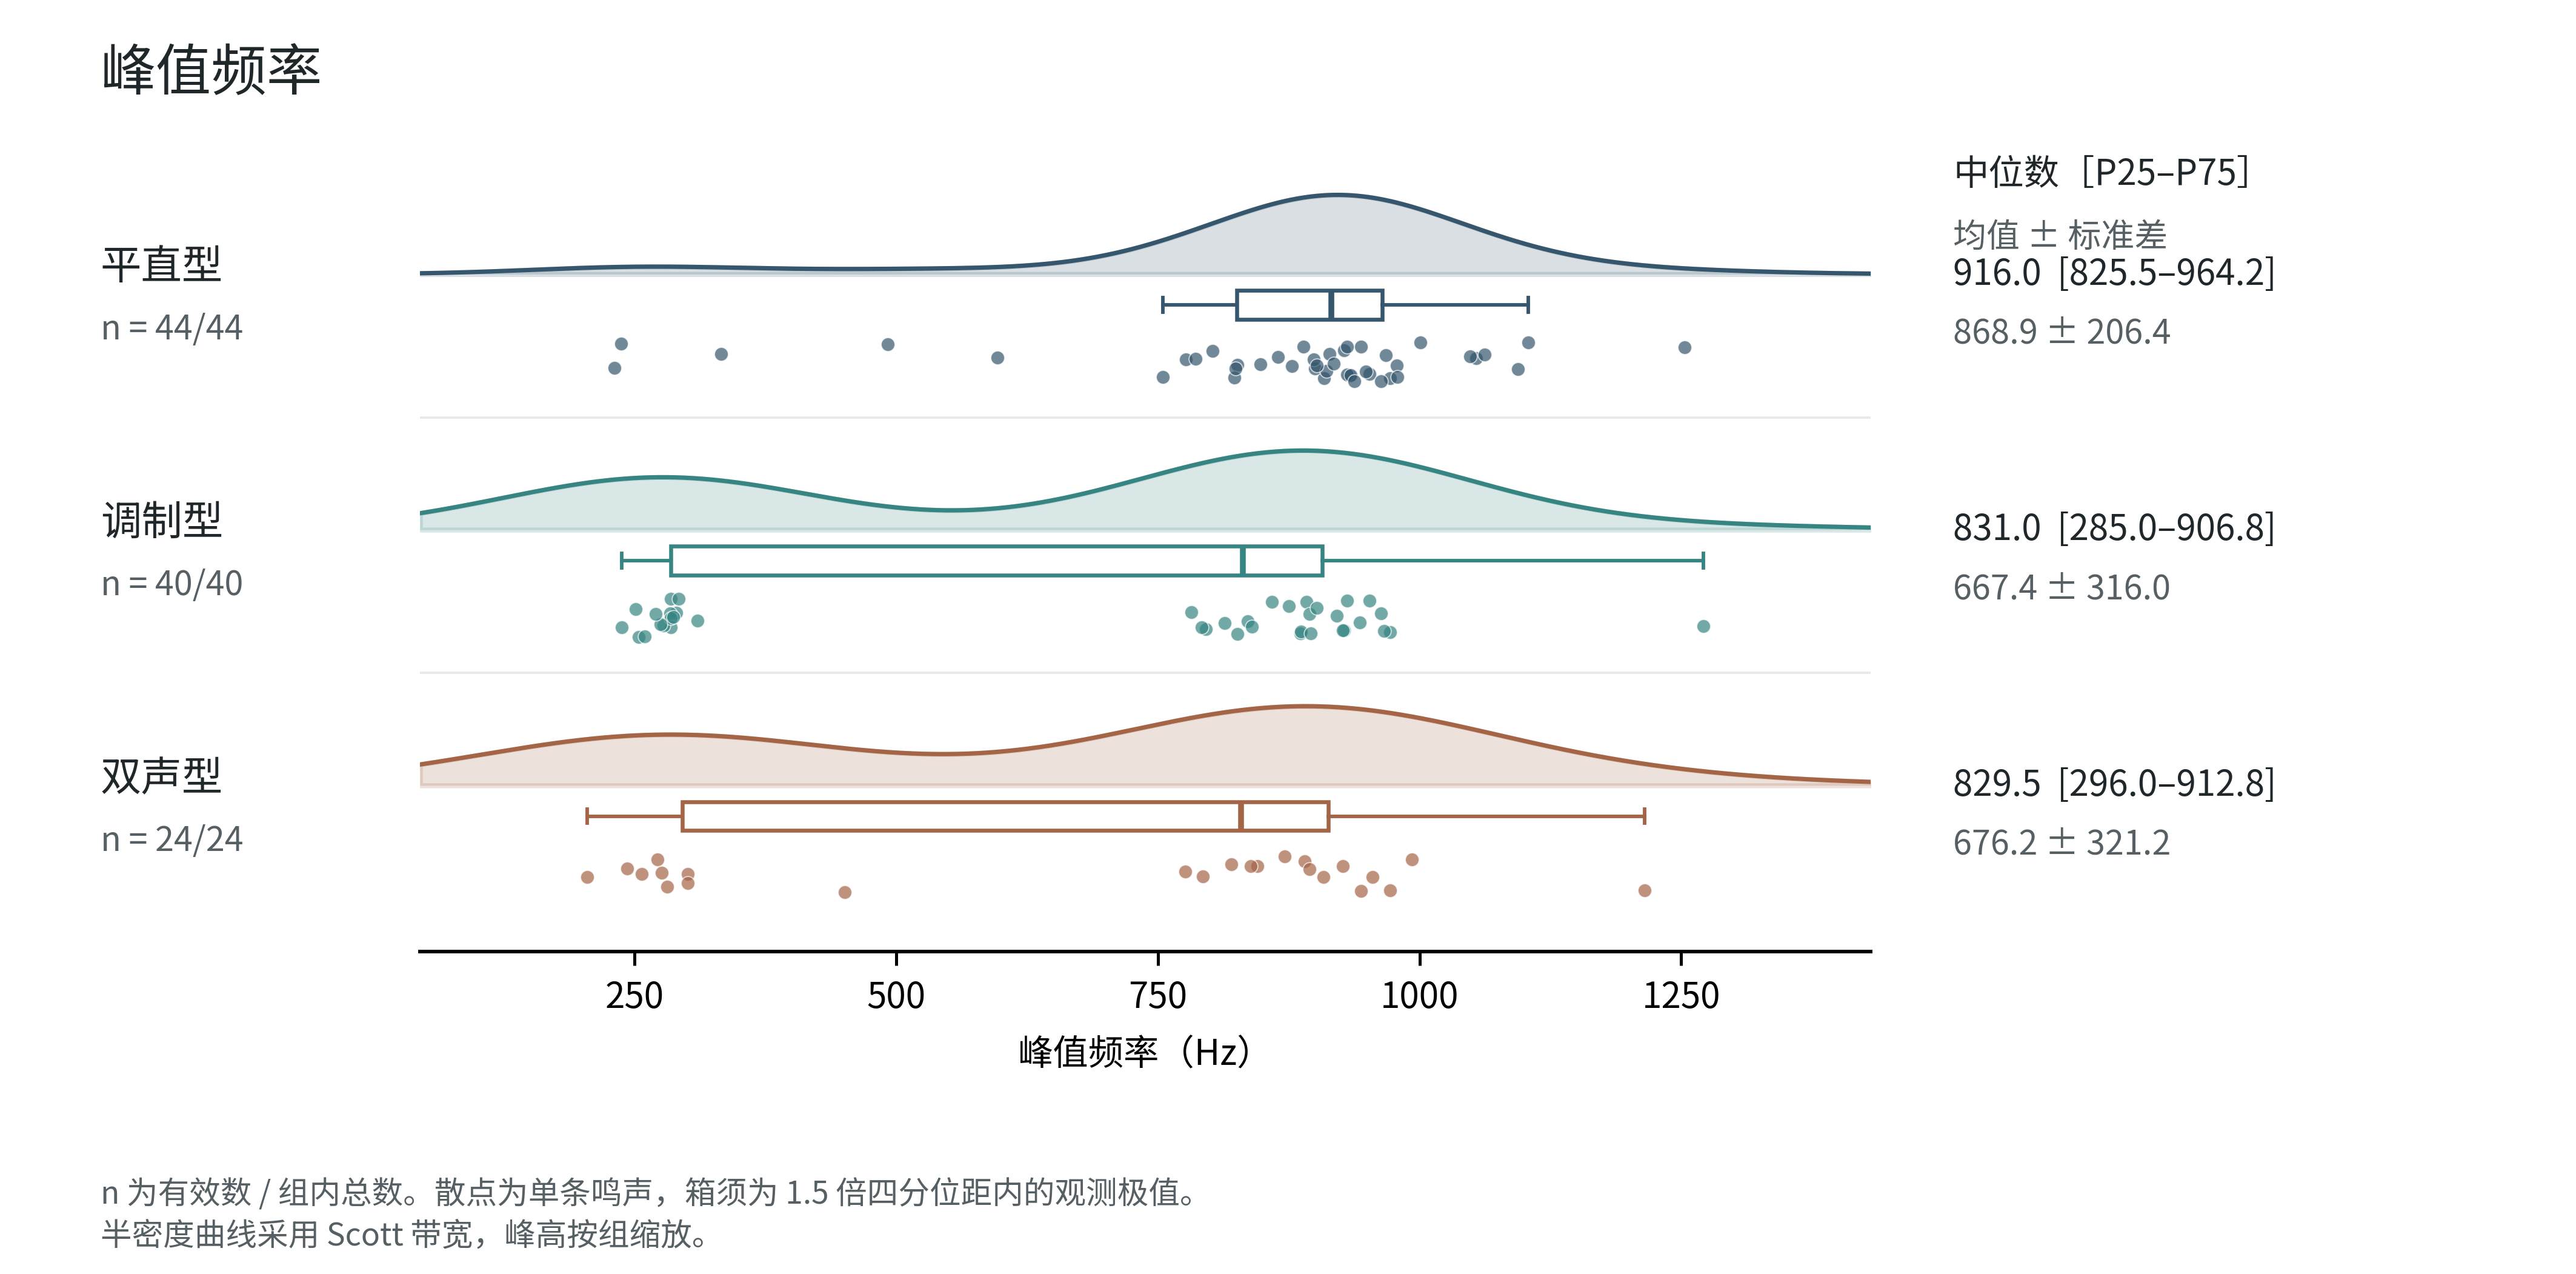 峰值频率
中位数［P25–P75］
均值 ± 标准差
平直型
n = 44/44
916.0 [825.5–964.2]
868.9 ± 206.4
调制型
n = 40/40
831.0 [285.0–906.8]
667.4 ± 316.0
双声型
n = 24/24
829.5 [296.0–912.8]
676.2 ± 321.2
250 500 750 1000 1250
峰值频率（Hz）
n 为有效数 / 组内总数。散点为单条鸣声，箱须为 1.5 倍四分位距内的观测极值。
半密度曲线采用 Scott 带宽，峰高按组缩放。